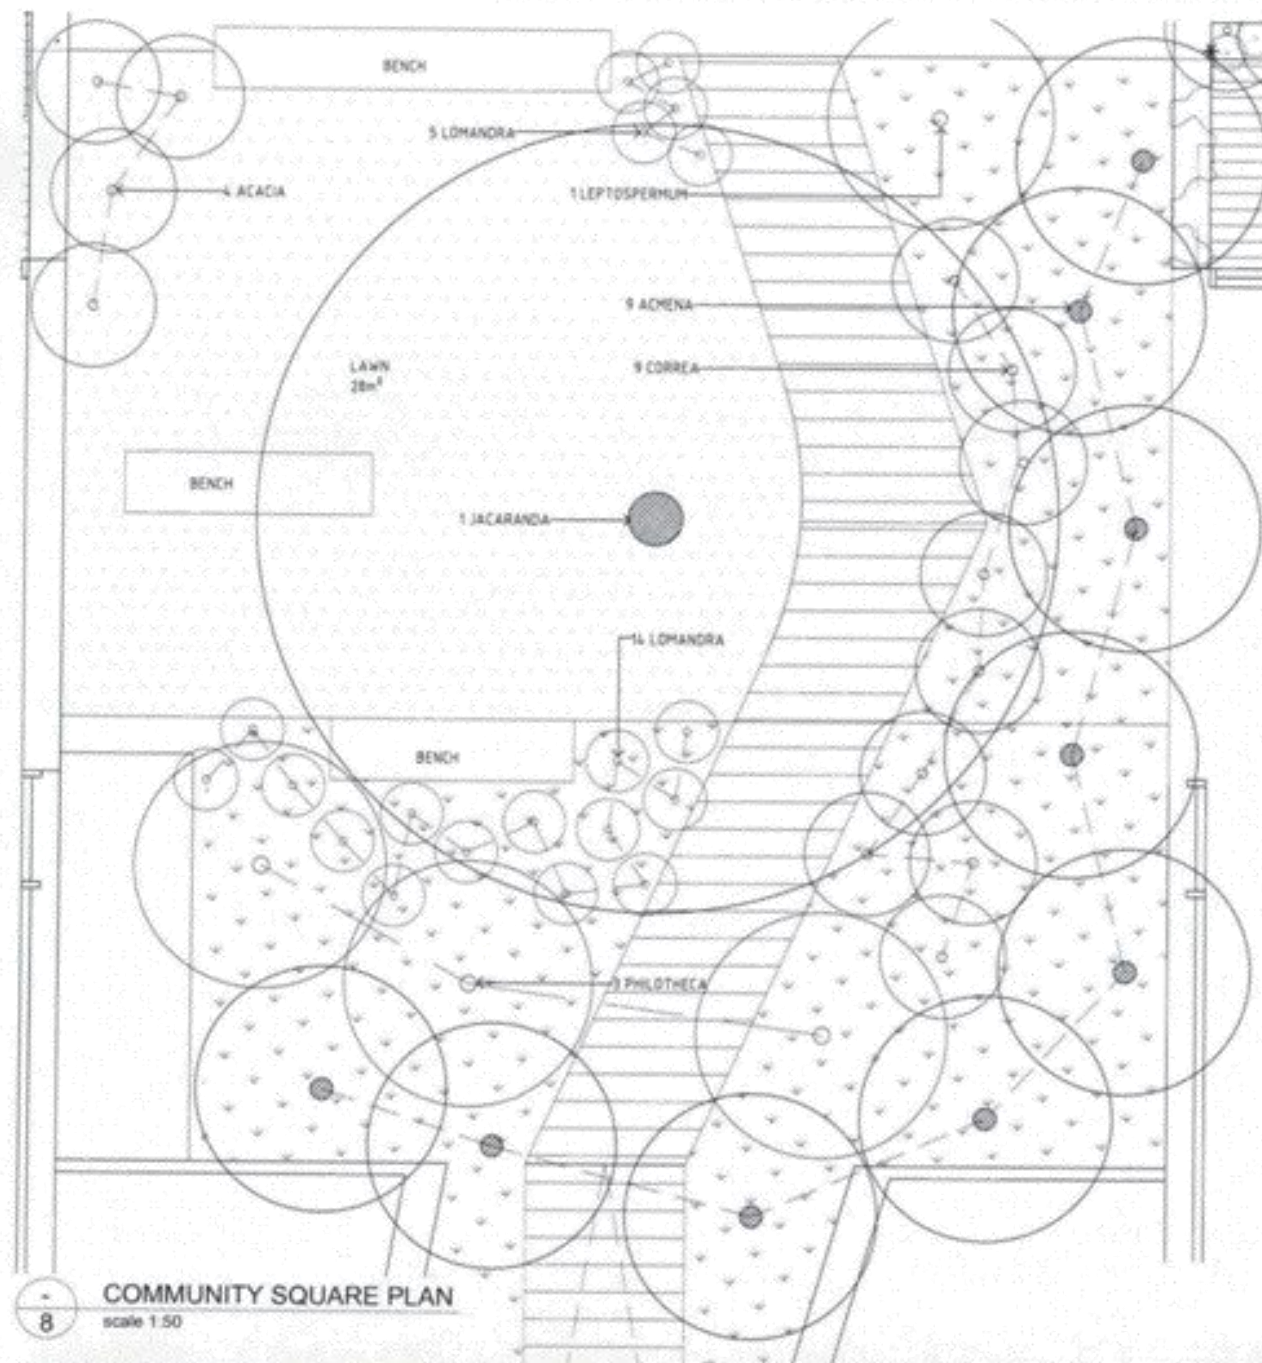 BENCH
5 LOMANDRA
4 ACACIA
1 LEPTOSPERMUM
9 ACMENA
9 CORREA
LAWN
28m²
BENCH
1 JACARANDA
14 LOMANDRA
BENCH
3 PHILOTHECA
-
8
COMMUNITY SQUARE PLAN
scale 1:50